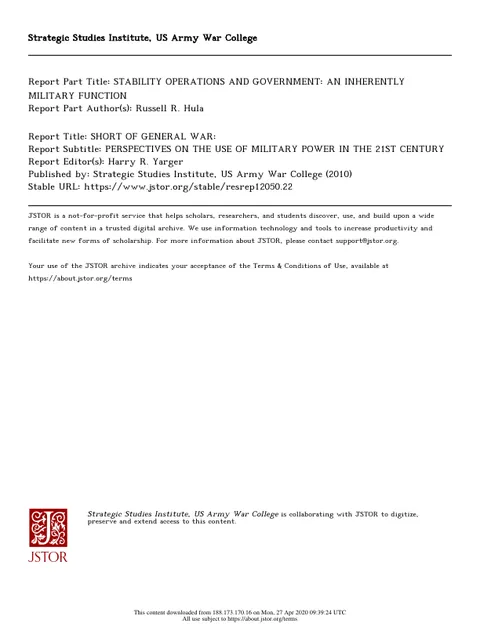 Strategic Studies Institute, US Army War College
Report Part Title: STABILITY OPERATIONS AND GOVERNMENT: AN INHERENTLY
MILITARY FUNCTION
Report Part Author(s): Russell R. Hula
Report Title: SHORT OF GENERAL WAR:
Report Subtitle: PERSPECTIVES ON THE USE OF MILITARY POWER IN THE 21ST CENTURY
Report Editor(s): Harry R. Yarger
Published by: Strategic Studies Institute, US Army War College (2010)
Stable URL: https://www.jstor.org/stable/resrep12050.22
JSTOR is a not-for-profit service that helps scholars, researchers, and students discover, use, and build upon a wide
range of content in a trusted digital archive. We use information technology and tools to increase productivity and
facilitate new forms of scholarship. For more information about JSTOR, please contact support@jstor.org.
Your use of the JSTOR archive indicates your acceptance of the Terms & Conditions of Use, available at
https://about.jstor.org/terms
Strategic Studies Institute, US Army War College is collaborating with JSTOR to digitize,
preserve and extend access to this content.
JSTOR
This content downloaded from 188.173.170.16 on Mon, 27 Apr 2020 09:39:24 UTC
All use subject to https://about.jstor.org/terms